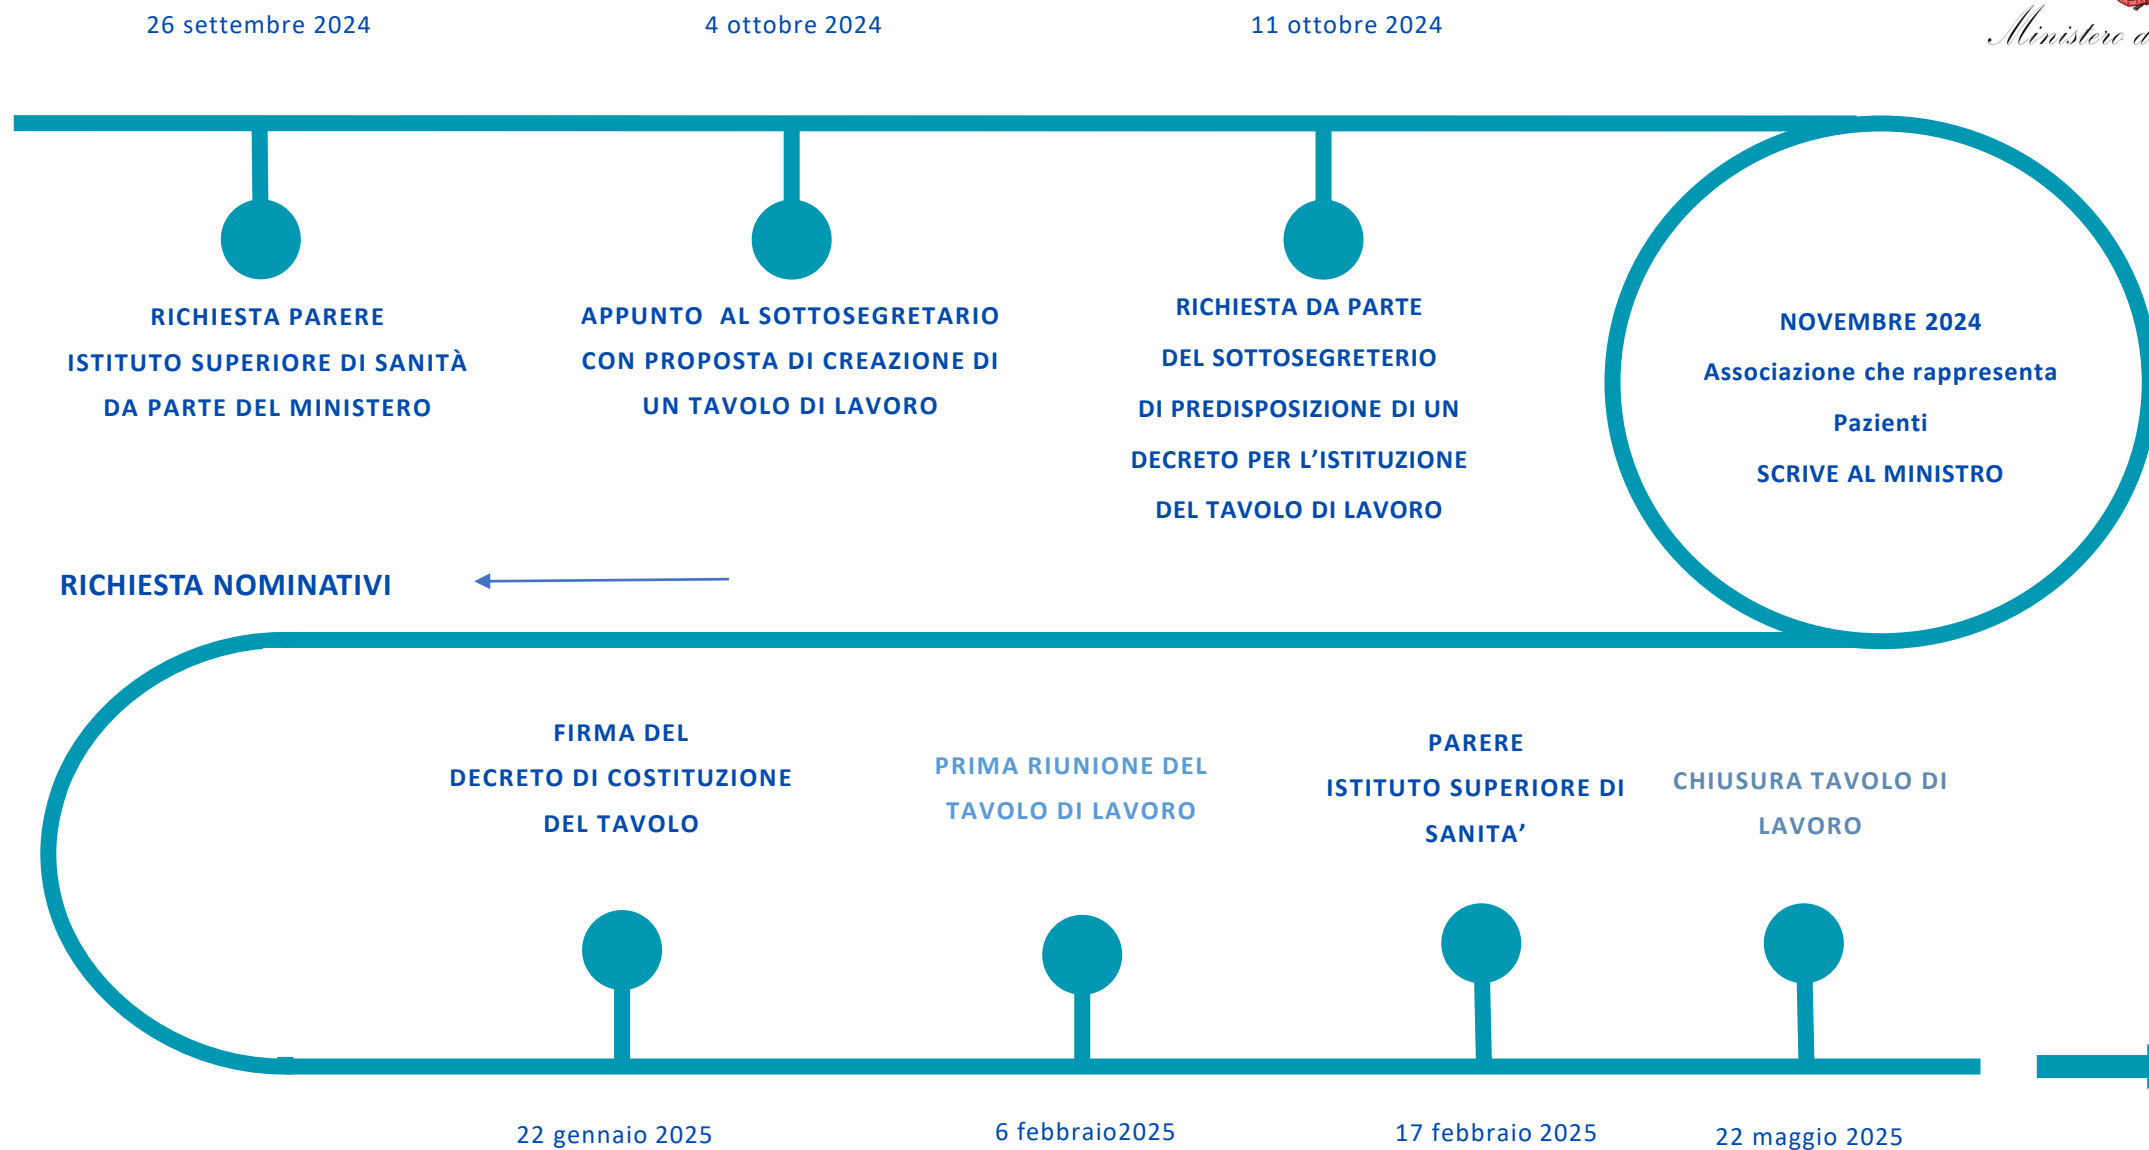 26 settembre 2024
4 ottobre 2024
11 ottobre 2024
Ministero
RICHIESTA PARERE
ISTITUTO SUPERIORE DI SANITÀ
DA PARTE DEL MINISTERO
APPUNTO AL SOTTOSEGRETARIO
CON PROPOSTA DI CREAZIONE DI
UN TAVOLO DI LAVORO
RICHIESTA DA PARTE
DEL SOTTOSEGRETERIO
DI PREDISPOSIZIONE DI UN
DECRETO PER L’ISTITUZIONE
DEL TAVOLO DI LAVORO
NOVEMBRE 2024
Associazione che rappresenta
Pazienti
SCRIVE AL MINISTRO
RICHIESTA NOMINATIVI
FIRMA DEL
DECRETO DI COSTITUZIONE
DEL TAVOLO
PRIMA RIUNIONE DEL
TAVOLO DI LAVORO
PARERE
ISTITUTO SUPERIORE DI
SANITA’
CHIUSURA TAVOLO DI
LAVORO
22 gennaio 2025
6 febbraio2025
17 febbraio 2025
22 maggio 2025